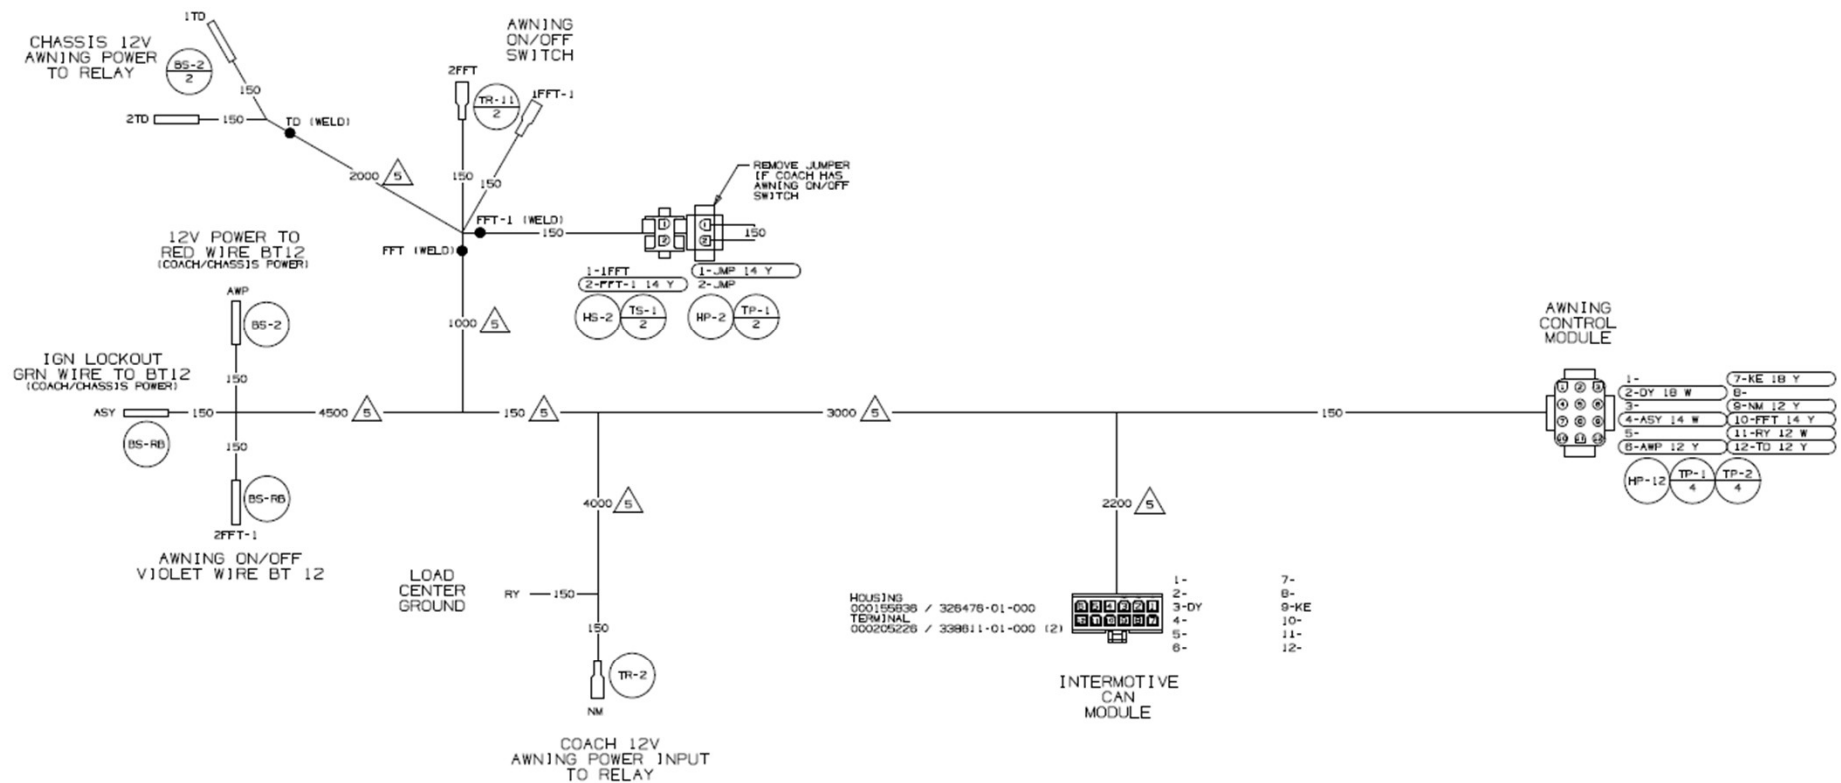 1TD
CHASSIS 12V
AWNING POWER
TO RELAY
BS-2
2
150
2TD
150
TD (WELD)
2000
5
AWNING
ON/OFF
SWITCH
2FFT
TR-11
2
1FFT-1
150
150
FFT-1 (WELD)
150
FFT (WELD)
REMOVE JUMPER
IF COACH HAS
AWNING ON/OFF
SWITCH
1
2
1
2
150
1-1FFT
2-FFT-1 14 Y
1-JMP 14 Y
2-JMP
HS-2
TS-1
2
HP-2
TP-1
2
1000
5
12V POWER TO
RED WIRE BT12
(COACH/CHASSIS POWER)
AWP
BS-2
150
IGN LOCKOUT
GRN WIRE TO BT12
(COACH/CHASSIS POWER)
ASY
150
BS-RB
4500
5
150
5
3000
5
150
150
BS-RB
2FFT-1
AWNING ON/OFF
VIOLET WIRE BT 12
4000
5
LOAD
CENTER
GROUND
RY
150
150
TR-2
NM
COACH 12V
AWNING POWER INPUT
TO RELAY
2200
5
HOUSING
000155836 / 326476-01-000
TERMINAL
000205226 / 338611-01-000 (2)
1-
2-
3-DY
4-
5-
6-
7-
8-
9-KE
10-
11-
12-
INTERMOTIVE
CAN
MODULE
AWNING
CONTROL
MODULE
1-
2-DY 18 W
3-
4-ASY 14 W
5-
6-AWP 12 Y
7-KE 18 Y
8-
9-NM 12 Y
10-FFT 14 Y
11-RY 12 W
12-TD 12 Y
HP-12
TP-1
4
TP-2
4